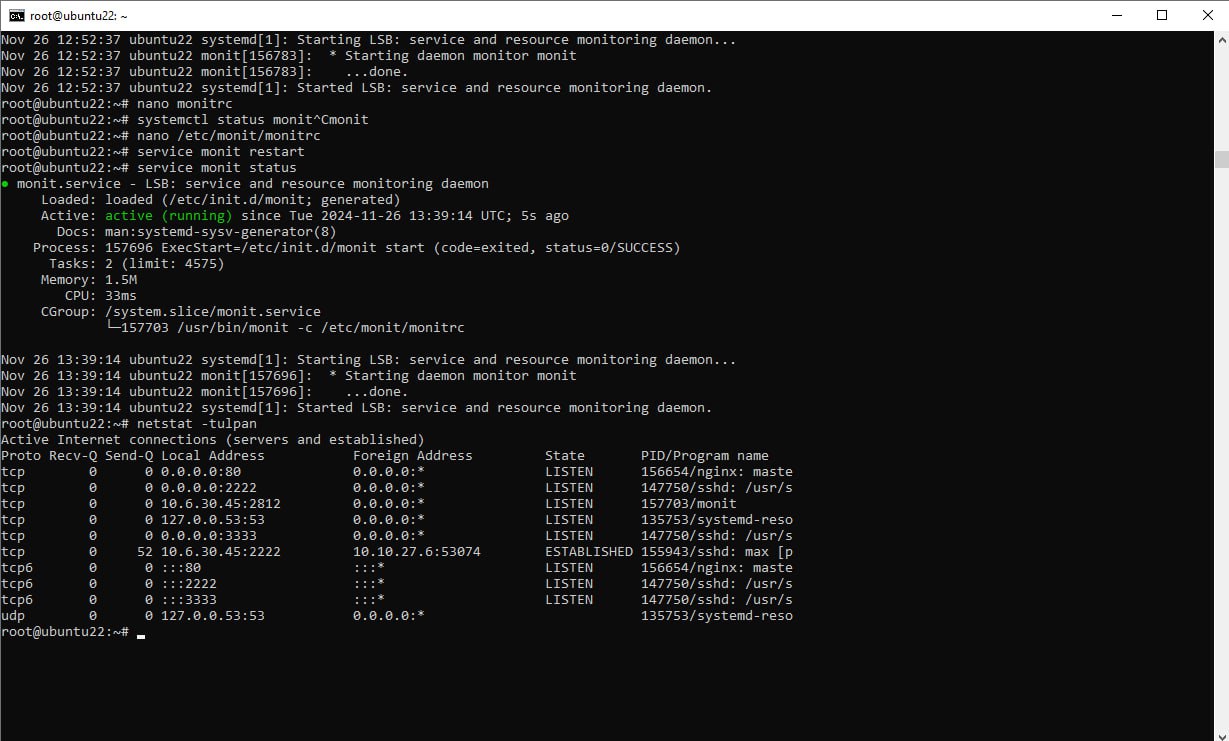 root@ubuntu22: ~
Nov 26 12:52:37 ubuntu22 systemd[1]: Starting LSB: service and resource monitoring daemon...
Nov 26 12:52:37 ubuntu22 monit[156783]:  * Starting daemon monitor monit
Nov 26 12:52:37 ubuntu22 monit[156783]:    ...done.
Nov 26 12:52:37 ubuntu22 systemd[1]: Started LSB: service and resource monitoring daemon.
root@ubuntu22:~# nano monitrc
root@ubuntu22:~# systemctl status monit^Cmonit
root@ubuntu22:~# nano /etc/monit/monitrc
root@ubuntu22:~# service monit restart
root@ubuntu22:~# service monit status
● monit.service - LSB: service and resource monitoring daemon
     Loaded: loaded (/etc/init.d/monit; generated)
     Active: active (running) since Tue 2024-11-26 13:39:14 UTC; 5s ago
       Docs: man:systemd-sysv-generator(8)
    Process: 157696 ExecStart=/etc/init.d/monit start (code=exited, status=0/SUCCESS)
      Tasks: 2 (limit: 4575)
     Memory: 1.5M
        CPU: 33ms
     CGroup: /system.slice/monit.service
             └─157703 /usr/bin/monit -c /etc/monit/monitrc
Nov 26 13:39:14 ubuntu22 systemd[1]: Starting LSB: service and resource monitoring daemon...
Nov 26 13:39:14 ubuntu22 monit[157696]:  * Starting daemon monitor monit
Nov 26 13:39:14 ubuntu22 monit[157696]:    ...done.
Nov 26 13:39:14 ubuntu22 systemd[1]: Started LSB: service and resource monitoring daemon.
root@ubuntu22:~# netstat -tulpan
Active Internet connections (servers and established)
Proto Recv-Q Send-Q Local Address           Foreign Address         State       PID/Program name
tcp        0      0 0.0.0.0:80              0.0.0.0:*               LISTEN      156654/nginx: maste
tcp        0      0 0.0.0.0:2222            0.0.0.0:*               LISTEN      147750/sshd: /usr/s
tcp        0      0 10.6.30.45:2812         0.0.0.0:*               LISTEN      157703/monit
tcp        0      0 127.0.0.53:53           0.0.0.0:*               LISTEN      135753/systemd-reso
tcp        0      0 0.0.0.0:3333            0.0.0.0:*               LISTEN      147750/sshd: /usr/s
tcp        0     52 10.6.30.45:2222         10.10.27.6:53074        ESTABLISHED 155943/sshd: max [p
tcp6       0      0 :::80                   :::*                    LISTEN      156654/nginx: maste
tcp6       0      0 :::2222                 :::*                    LISTEN      147750/sshd: /usr/s
tcp6       0      0 :::3333                 :::*                    LISTEN      147750/sshd: /usr/s
udp        0      0 127.0.0.53:53           0.0.0.0:*                           135753/systemd-reso
root@ubuntu22:~#